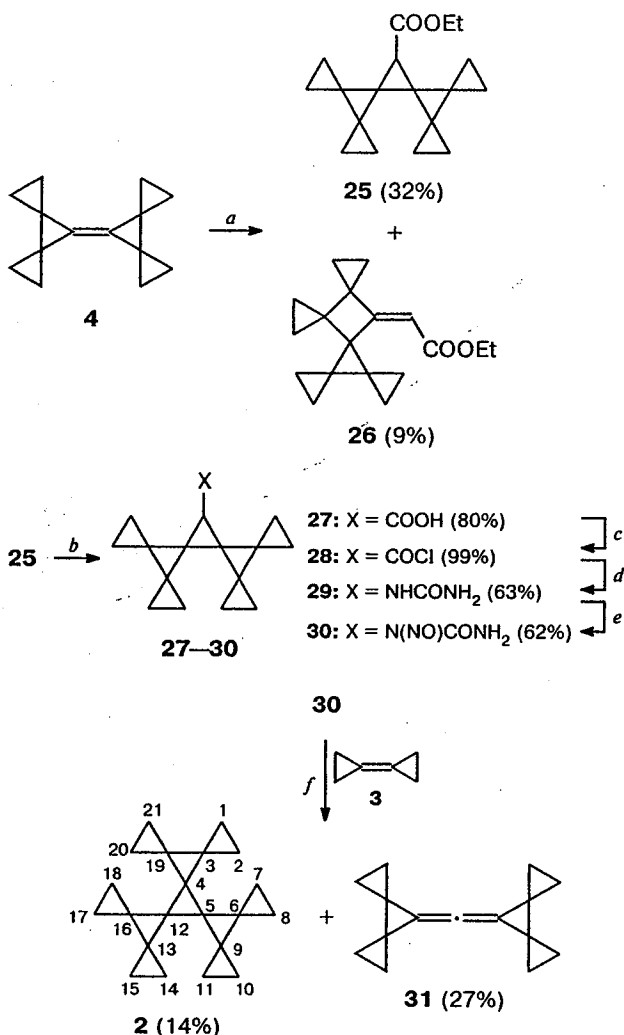 COOEt
25 (32%)
a
+
4
COOEt
26 (9%)
X
25
b
27—30
27: X = COOH (80%)
c
28: X = COCl (99%)
d
29: X = NHCONH₂ (63%)
e
30: X = N(NO)CONH₂ (62%)
30
f
3
21 1
20 19 3 2
18 4 7
5 6
17 16 12 8
13 9
15 14 11 10
2 (14%)
+
31 (27%)